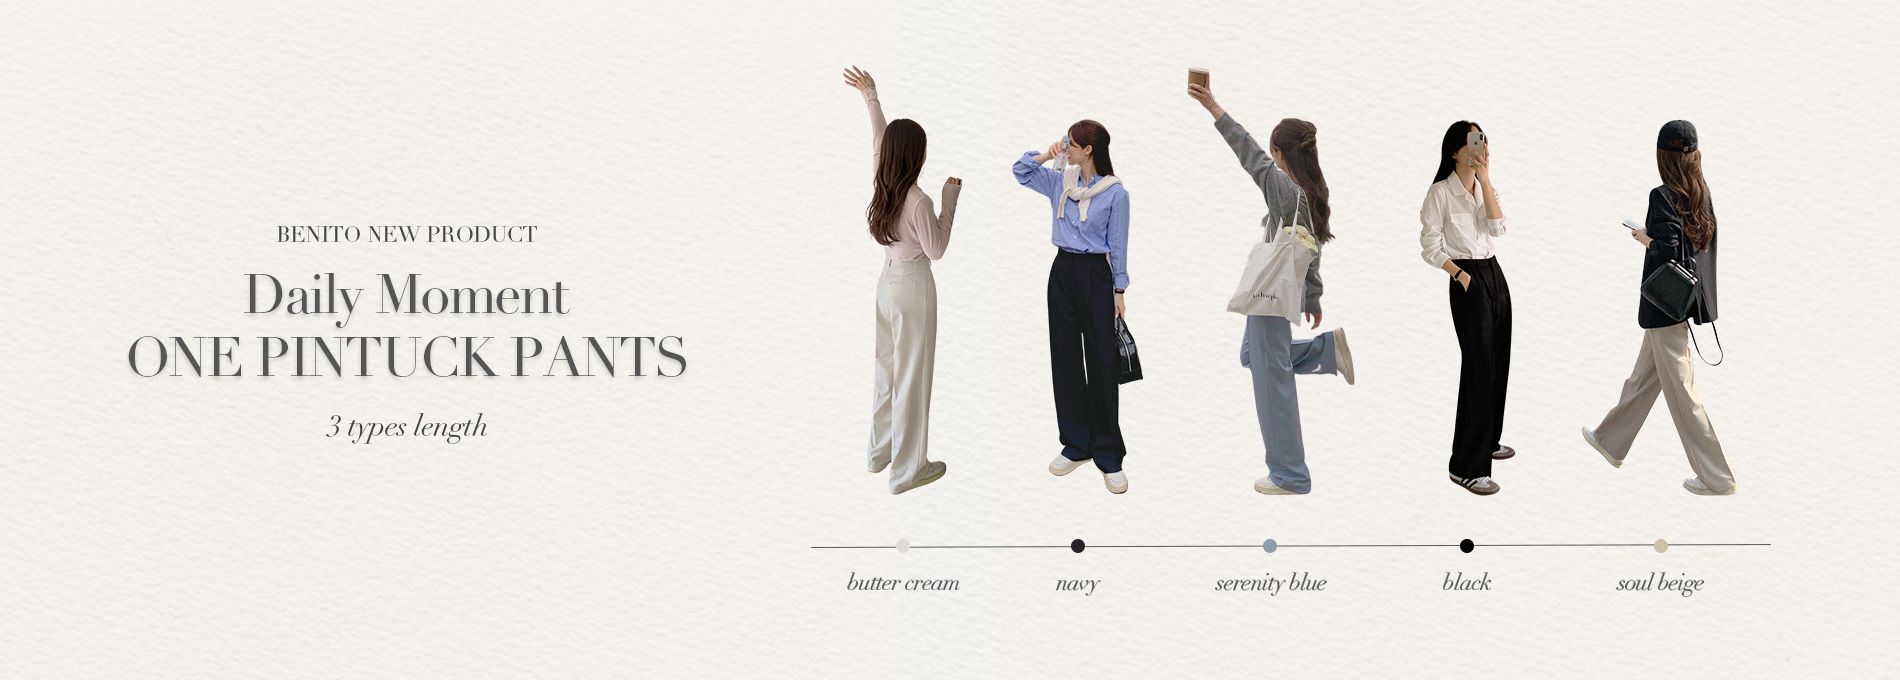 BENITO NEW PRODUCT
Daily Moment
ONE PINTUCK PANTS
3 types length
butter cream
navy
serenity blue
black
soul beige